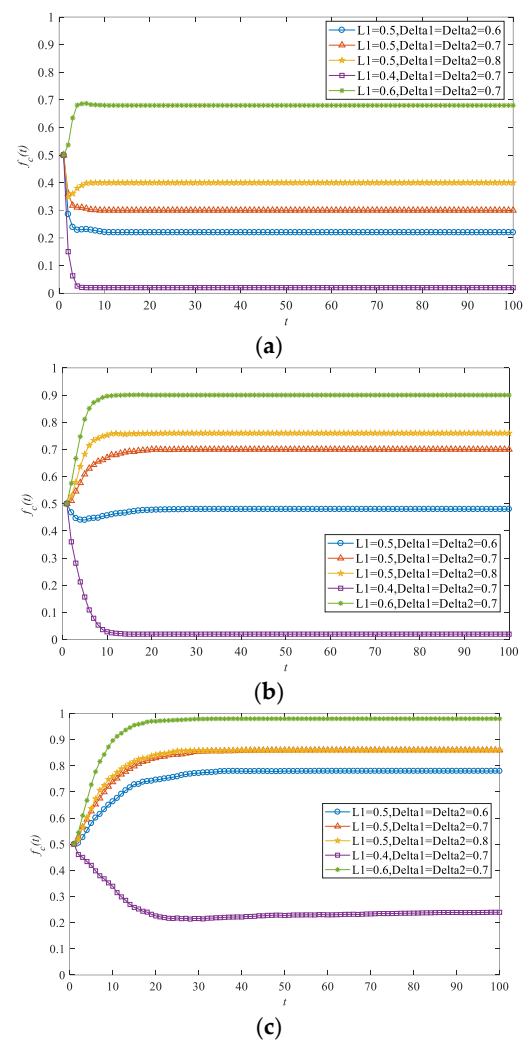 1
0.9
0.8
0.7
0.6
0.5
0.4
0.3
0.2
0.1
0
f_c(t)
L1=0.5,Delta1=Delta2=0.6
L1=0.5,Delta1=Delta2=0.7
L1=0.5,Delta1=Delta2=0.8
L1=0.4,Delta1=Delta2=0.7
L1=0.6,Delta1=Delta2=0.7
0 10 20 30 40 50 60 70 80 90 100
t
(a)
1
0.9
0.8
0.7
0.6
0.5
0.4
0.3
0.2
0.1
0
f_c(t)
L1=0.5,Delta1=Delta2=0.6
L1=0.5,Delta1=Delta2=0.7
L1=0.5,Delta1=Delta2=0.8
L1=0.4,Delta1=Delta2=0.7
L1=0.6,Delta1=Delta2=0.7
0 10 20 30 40 50 60 70 80 90 100
t
(b)
1
0.9
0.8
0.7
0.6
0.5
0.4
0.3
0.2
0.1
0
f_c(t)
L1=0.5,Delta1=Delta2=0.6
L1=0.5,Delta1=Delta2=0.7
L1=0.5,Delta1=Delta2=0.8
L1=0.4,Delta1=Delta2=0.7
L1=0.6,Delta1=Delta2=0.7
0 10 20 30 40 50 60 70 80 90 100
t
(c)